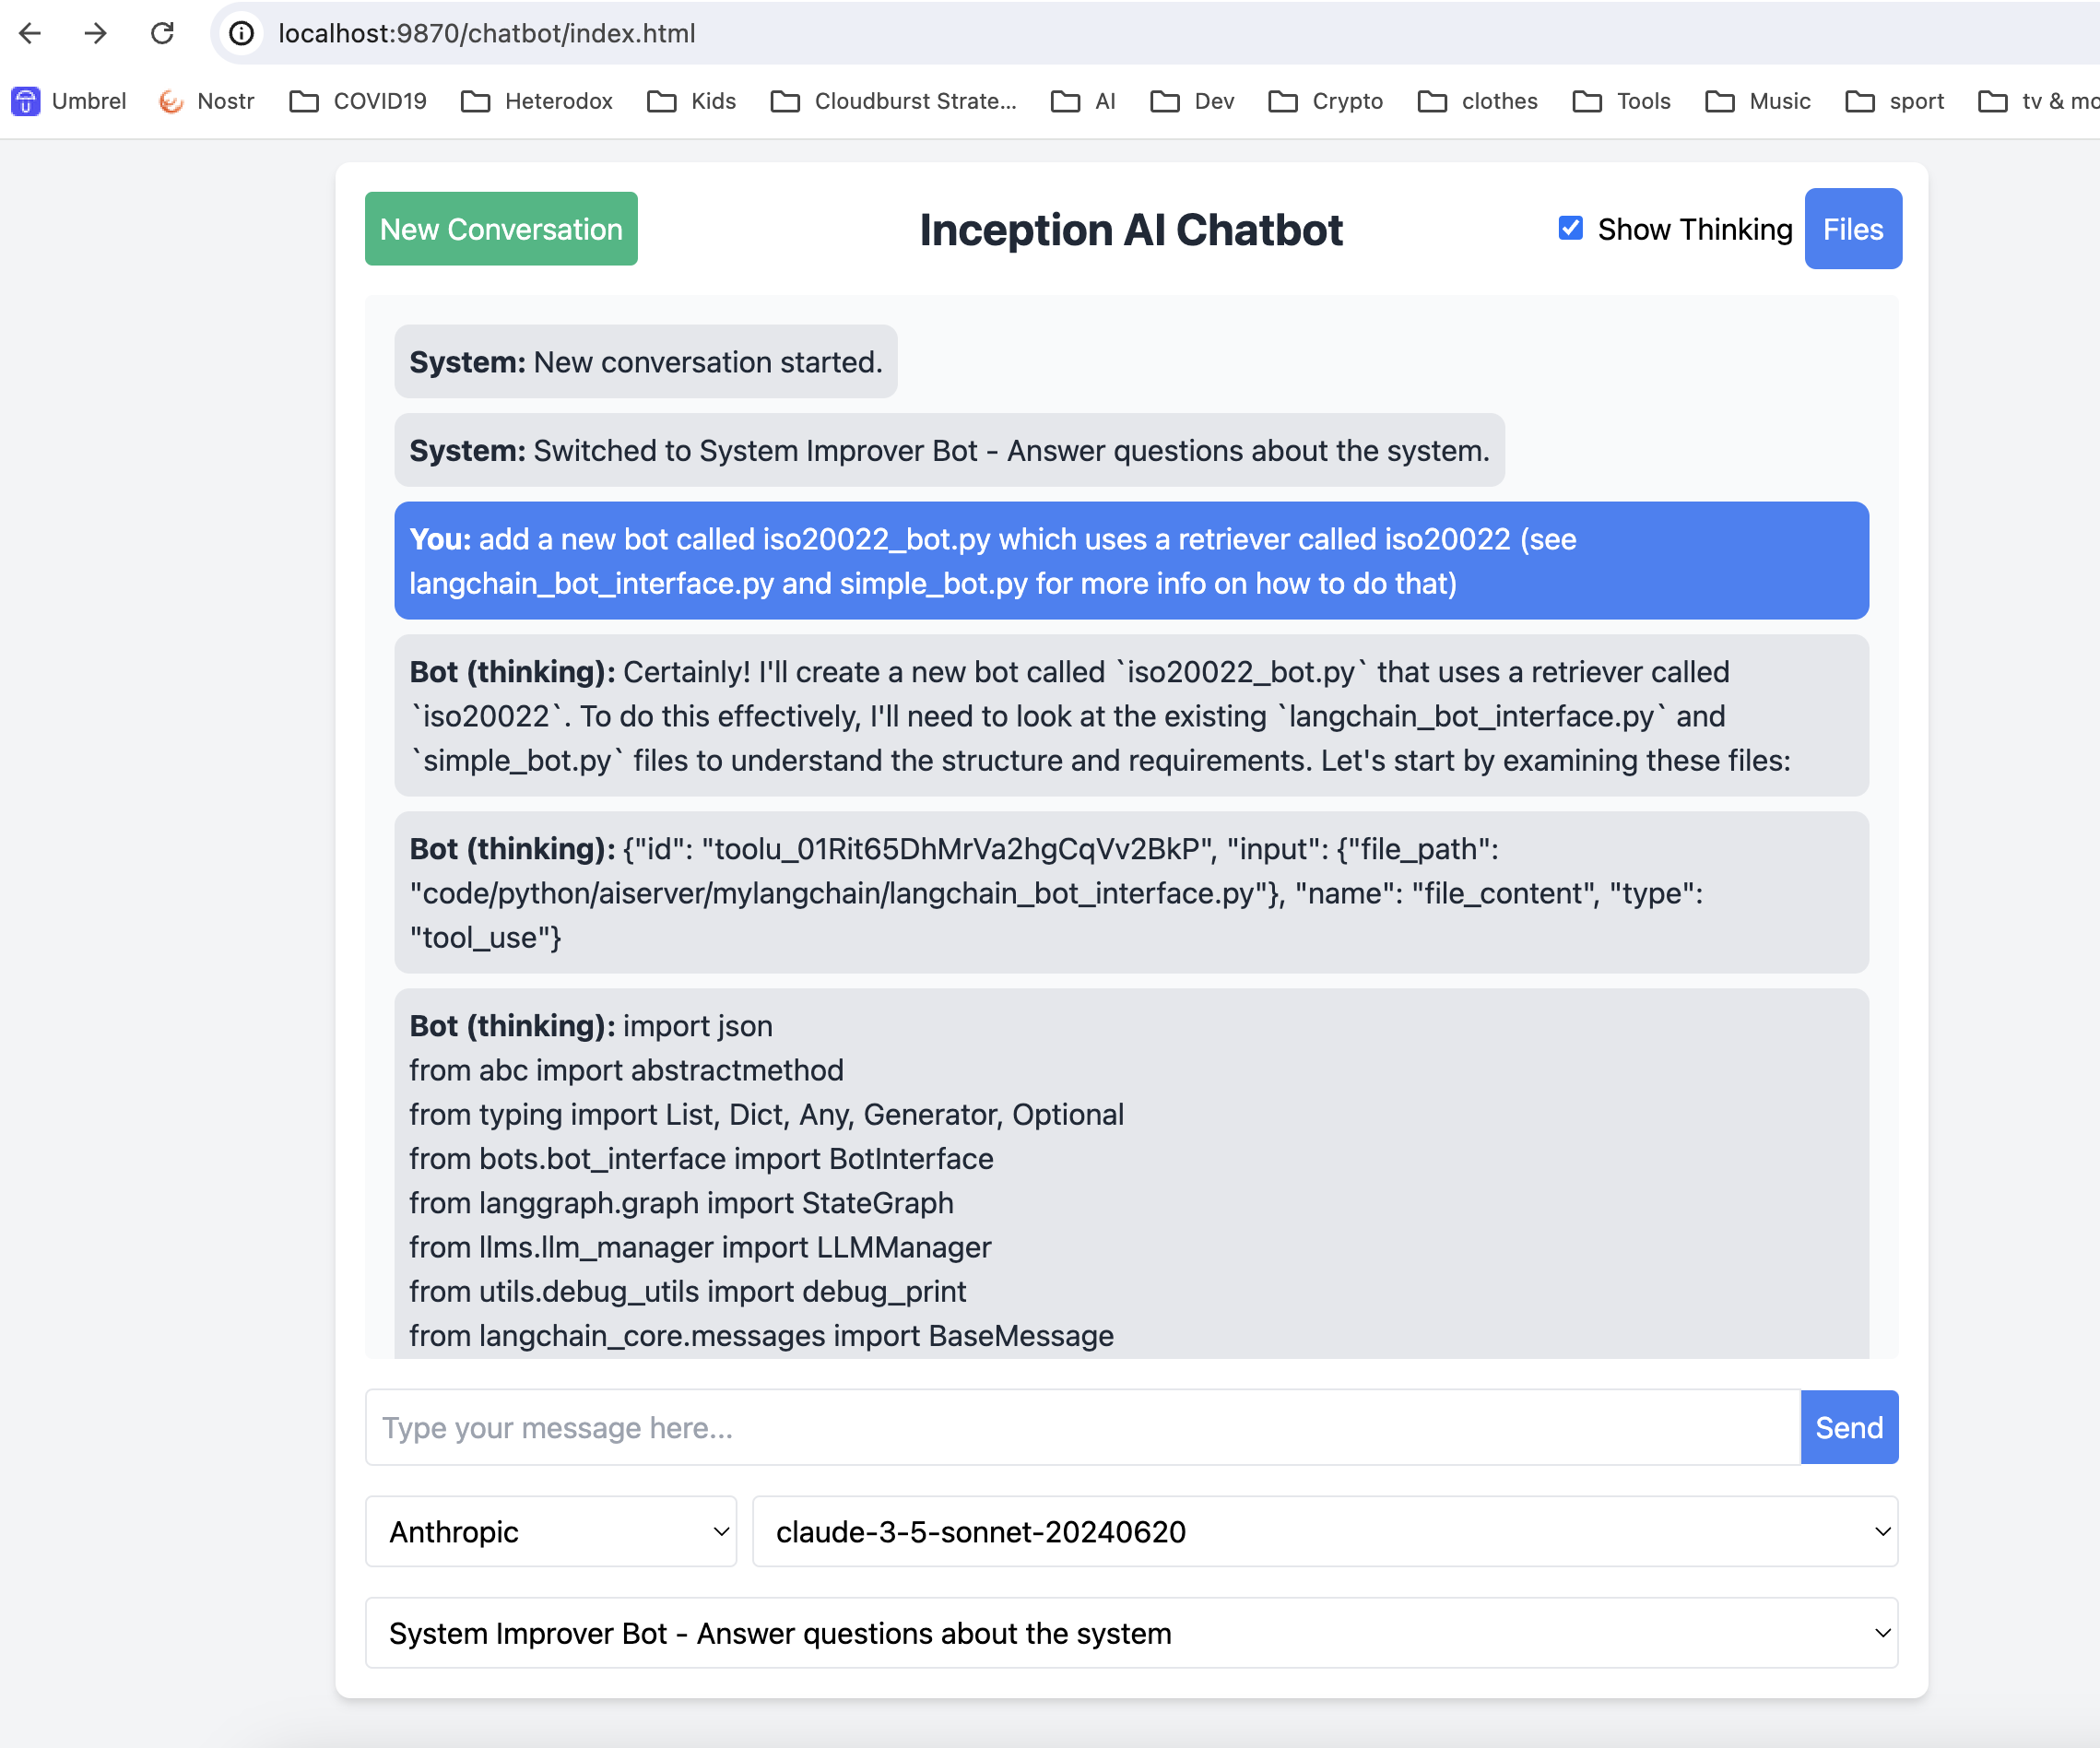 localhost:9870/chatbot/index.html
Umbrel Nostr COVID19 Heterodox Kids Cloudburst Strate... AI Dev Crypto clothes Tools Music sport tv & mo
New Conversation
Inception AI Chatbot
Show Thinking
Files
System: New conversation started.
System: Switched to System Improver Bot - Answer questions about the system.
You: add a new bot called iso20022_bot.py which uses a retriever called iso20022 (see
langchain_bot_interface.py and simple_bot.py for more info on how to do that)
Bot (thinking): Certainly! I'll create a new bot called `iso20022_bot.py` that uses a retriever called
`iso20022`. To do this effectively, I'll need to look at the existing `langchain_bot_interface.py` and
`simple_bot.py` files to understand the structure and requirements. Let's start by examining these files:
Bot (thinking): {"id": "toolu_01Rit65DhMrVa2hgCqVv2BkP", "input": {"file_path":
"code/python/aiserver/mylangchain/langchain_bot_interface.py"}, "name": "file_content", "type":
"tool_use"}
Bot (thinking): import json
from abc import abstractmethod
from typing import List, Dict, Any, Generator, Optional
from bots.bot_interface import BotInterface
from langgraph.graph import StateGraph
from llms.llm_manager import LLMManager
from utils.debug_utils import debug_print
from langchain_core.messages import BaseMessage
Type your message here...
Send
Anthropic
claude-3-5-sonnet-20240620
System Improver Bot - Answer questions about the system